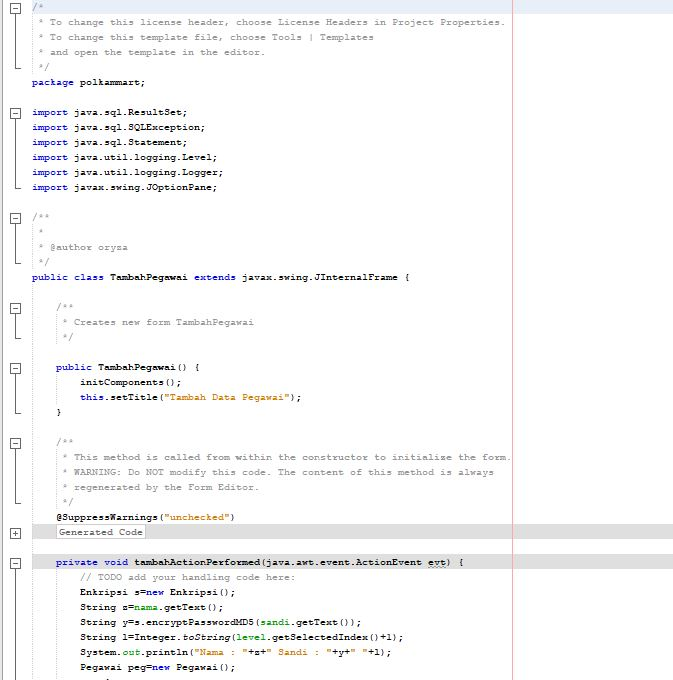 /*
* To change this license header, choose License Headers in Project Properties.
* To change this template file, choose Tools | Templates
* and open the template in the editor.
*/
package polkammart;
import java.sql.ResultSet;
import java.sql.SQLException;
import java.sql.Statement;
import java.util.logging.Level;
import java.util.logging.Logger;
import javax.swing.JOptionPane;
/**
*
* @author oryza
*/
public class TambahPegawai extends javax.swing.JInternalFrame {
/**
* Creates new form TambahPegawai
*/
public TambahPegawai() {
initComponents();
this.setTitle("Tambah Data Pegawai");
}
/**
* This method is called from within the constructor to initialize the form.
* WARNING: Do NOT modify this code. The content of this method is always
* regenerated by the Form Editor.
*/
@SuppressWarnings("unchecked")
Generated Code
private void tambahActionPerformed(java.awt.event.ActionEvent evt) {
// TODO add your handling code here:
Enkripsi s=new Enkripsi();
String z=nama.getText();
String y=s.encryptPasswordMD5(sandi.getText());
String l=Integer.toString(level.getSelectedIndex()+1);
System.out.println("Nama : "+z+" Sandi : "+y+" "+l);
Pegawai peg=new Pegawai();